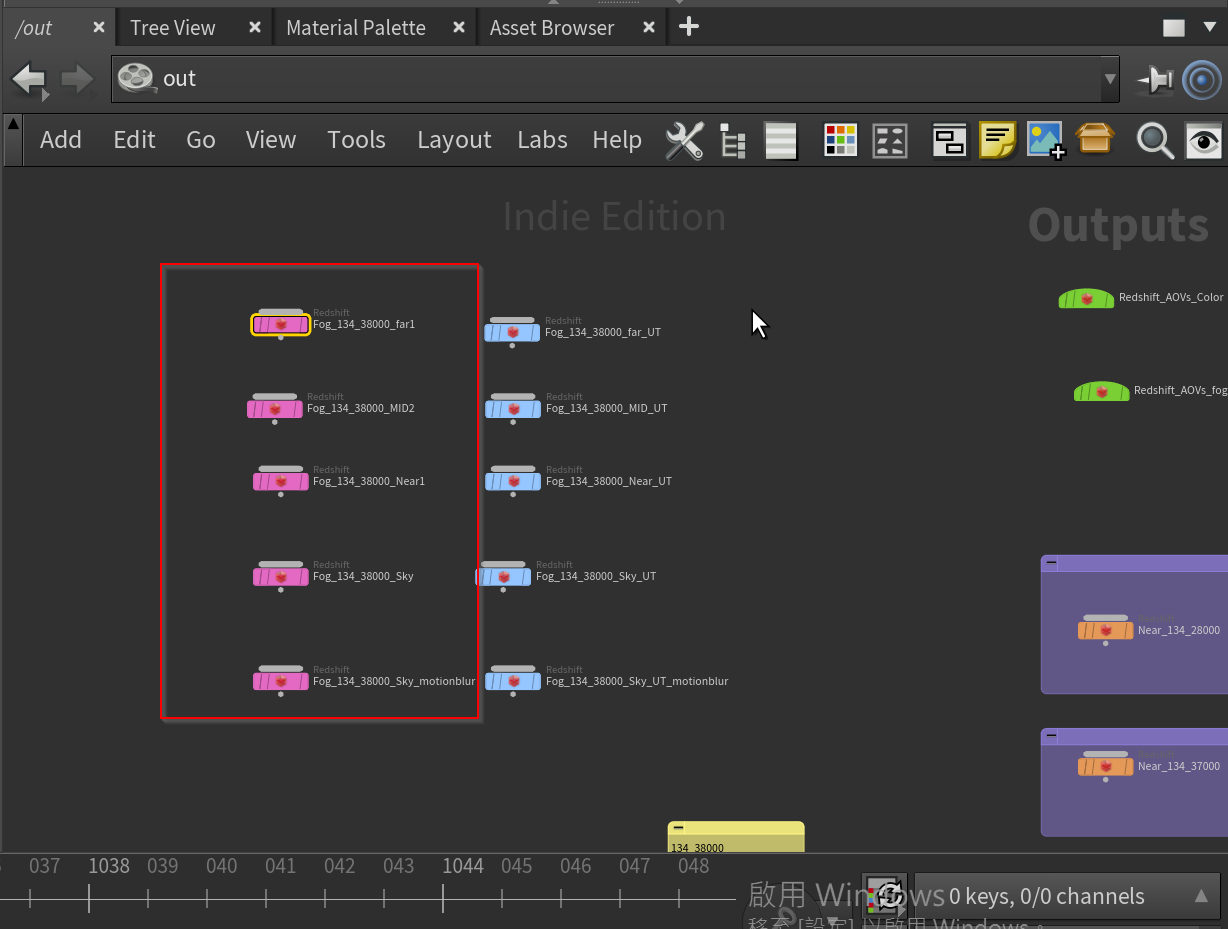 /out
Tree View
Material Palette
Asset Browser
out
Add Edit Go View Tools Layout Labs Help
Indie Edition
Outputs
Redshift_AOVs_Color
Redshift
Fog_134_38000_far1
Redshift
Fog_134_38000_far_UT
Redshift_AOVs_fog
Redshift
Fog_134_38000_MID2
Redshift
Fog_134_38000_MID_UT
Redshift
Fog_134_38000_Near1
Redshift
Fog_134_38000_Near_UT
Redshift
Fog_134_38000_Sky
Redshift
Fog_134_38000_Sky_UT
Near_134_28000
Redshift
Fog_134_38000_Sky_motionblur
Redshift
Fog_134_38000_Sky_UT_motionblur
Near_134_37000
134_38000
037 1038 039 040 041 042 043 1044 045 046 047 048
啟用 Windows
0 keys, 0/0 channels
移至 [設定] 以啟用 Windows。